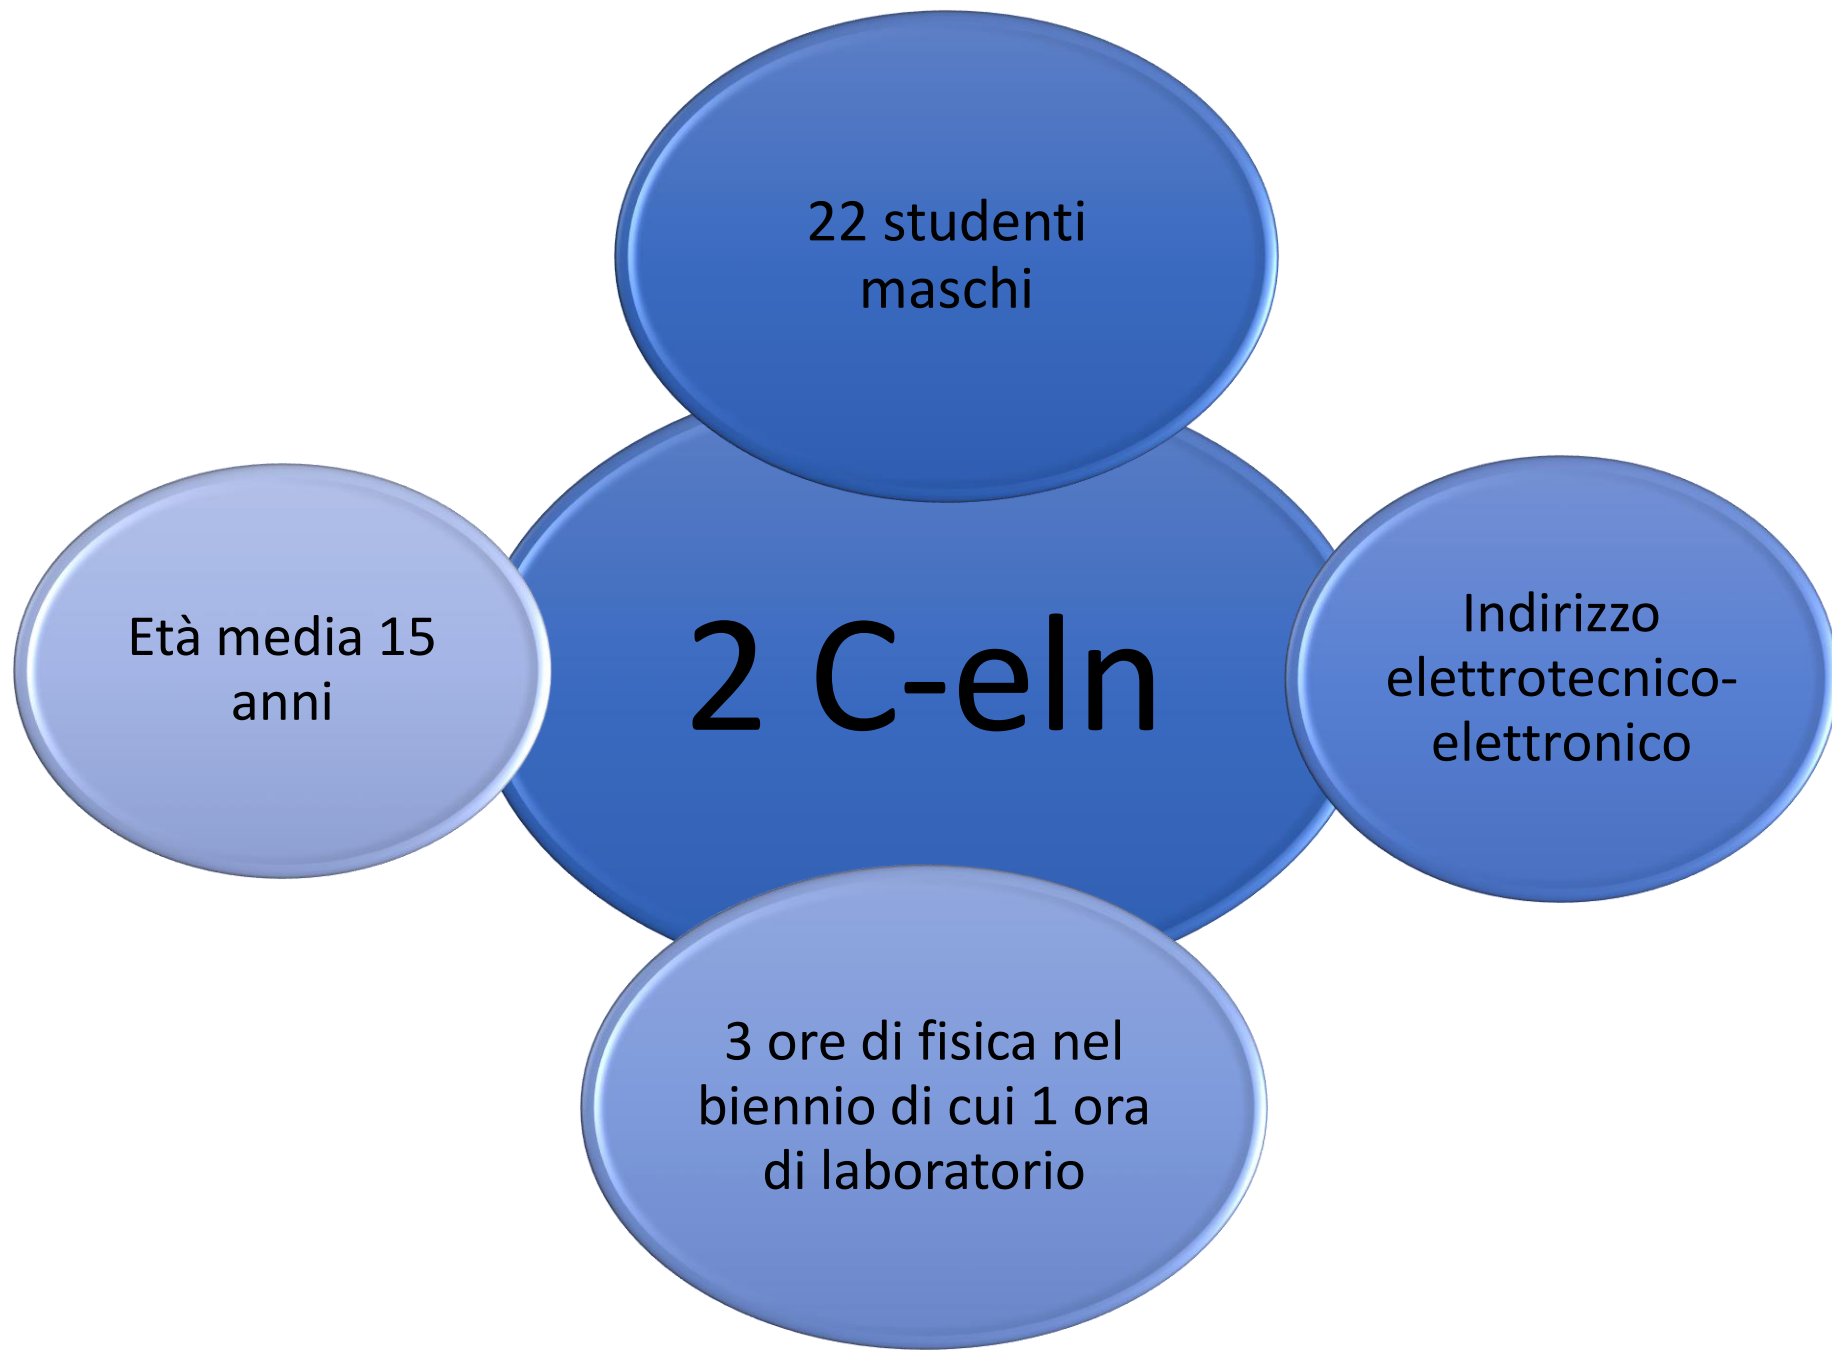 22 studenti
maschi
Età media 15
anni
2 C-eln
Indirizzo
elettrotecnico-
elettronico
3 ore di fisica nel
biennio di cui 1 ora
di laboratorio